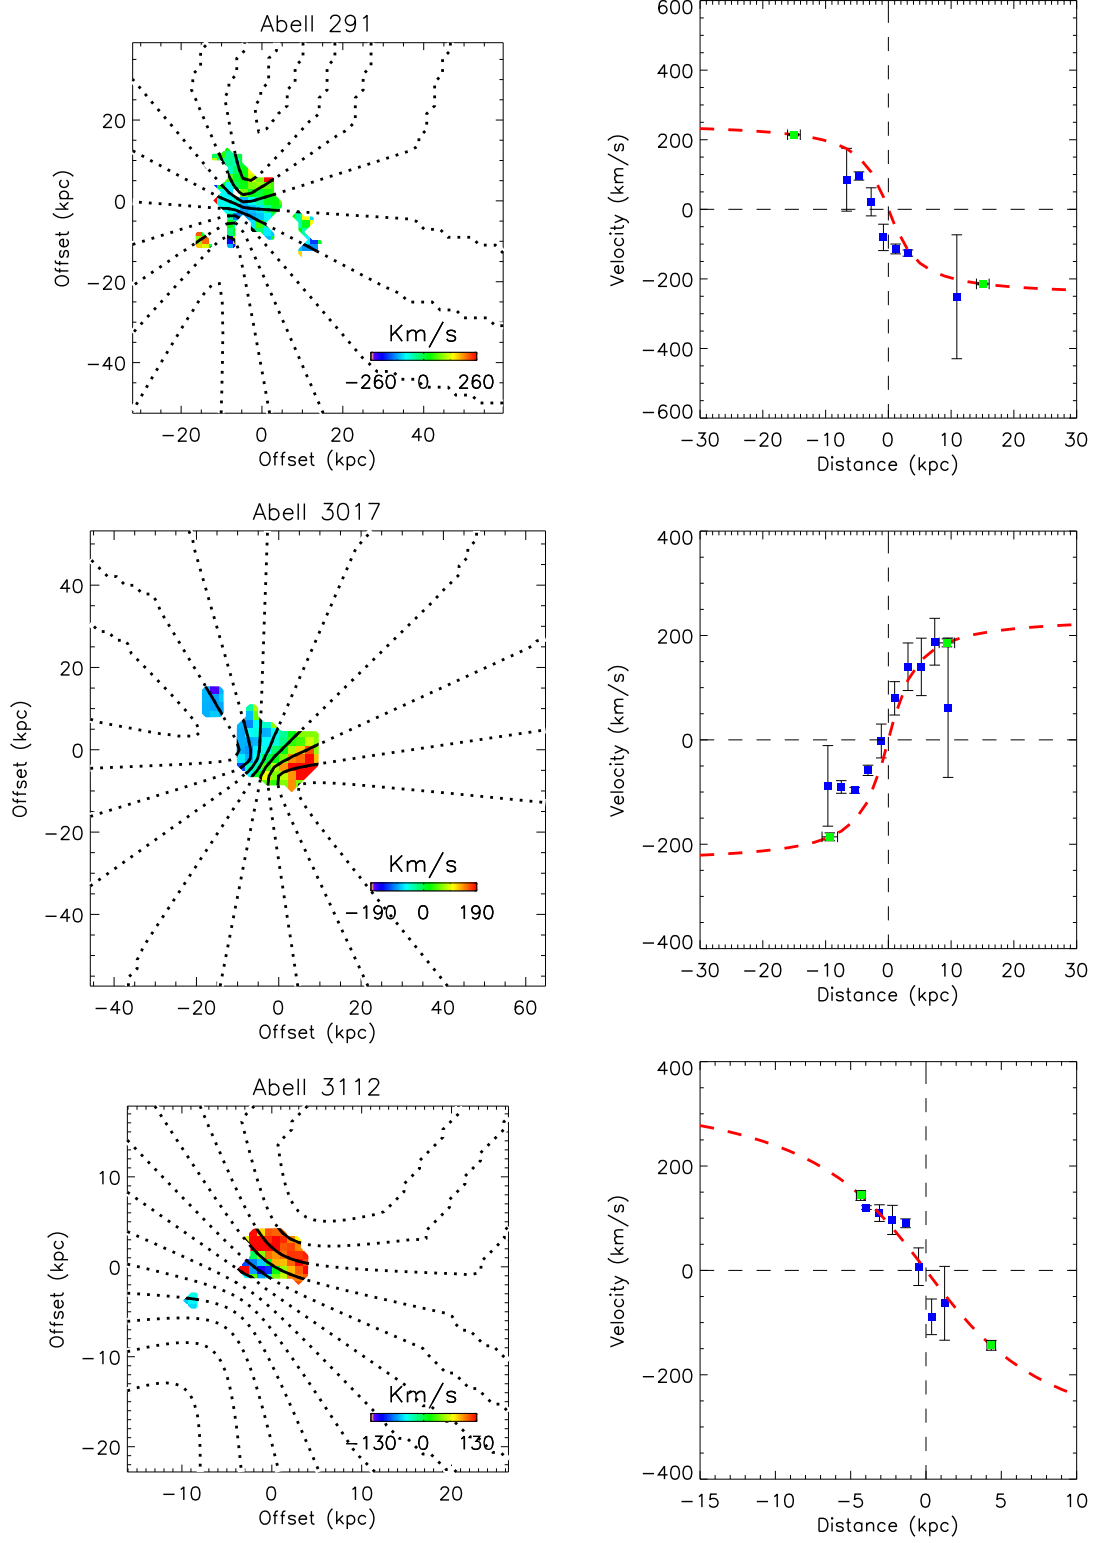 Abell 291
20
0
−20
−40
Offset (kpc)
Km/s
−260 0 260
−20 0 20 40
Offset (kpc)
600
400
200
0
−200
−400
−600
Velocity (km/s)
−30 −20 −10 0 10 20 30
Distance (kpc)
Abell 3017
40
20
0
−20
−40
Offset (kpc)
Km/s
−190 0 190
−40 −20 0 20 40 60
Offset (kpc)
400
200
0
−200
−400
Velocity (km/s)
−30 −20 −10 0 10 20 30
Distance (kpc)
Abell 3112
10
0
−10
−20
Offset (kpc)
Km/s
−130 0 130
−10 0 10 20
Offset (kpc)
400
200
0
−200
−400
Velocity (km/s)
−15 −10 −5 0 5 10
Distance (kpc)